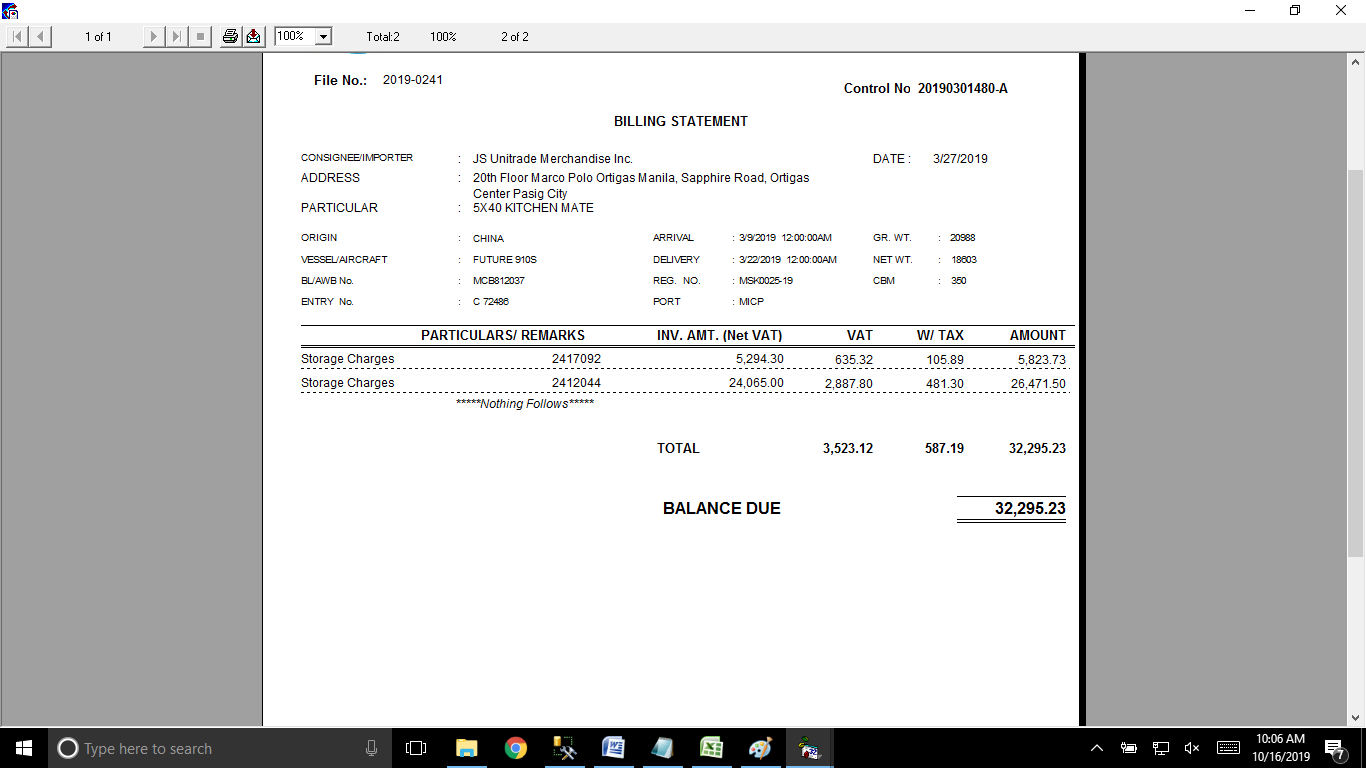 1 of 1 100% Total:2 100% 2 of 2
File No.: 2019-0241
Control No 20190301480-A
BILLING STATEMENT
CONSIGNEE/IMPORTER : JS Unitrade Merchandise Inc. DATE : 3/27/2019
ADDRESS : 20th Floor Marco Polo Ortigas Manila, Sapphire Road, Ortigas
Center Pasig City
PARTICULAR : 5X40 KITCHEN MATE
ORIGIN : CHINA ARRIVAL : 3/9/2019 12:00:00AM GR. WT. : 20988
VESSEL/AIRCRAFT : FUTURE 910S DELIVERY : 3/22/2019 12:00:00AM NET WT. : 18603
BL/AWB No. : MCB812037 REG. NO. : MSK0025-19 CBM : 350
ENTRY No. : C 72486 PORT : MICP
PARTICULARS/ REMARKS INV. AMT. (Net VAT) VAT W/ TAX AMOUNT
Storage Charges 2417092 5,294.30 635.32 105.89 5,823.73
Storage Charges 2412044 24,065.00 2,887.80 481.30 26,471.50
*****Nothing Follows*****
TOTAL 3,523.12 587.19 32,295.23
BALANCE DUE 32,295.23
Type here to search
10:06 AM
10/16/2019
7